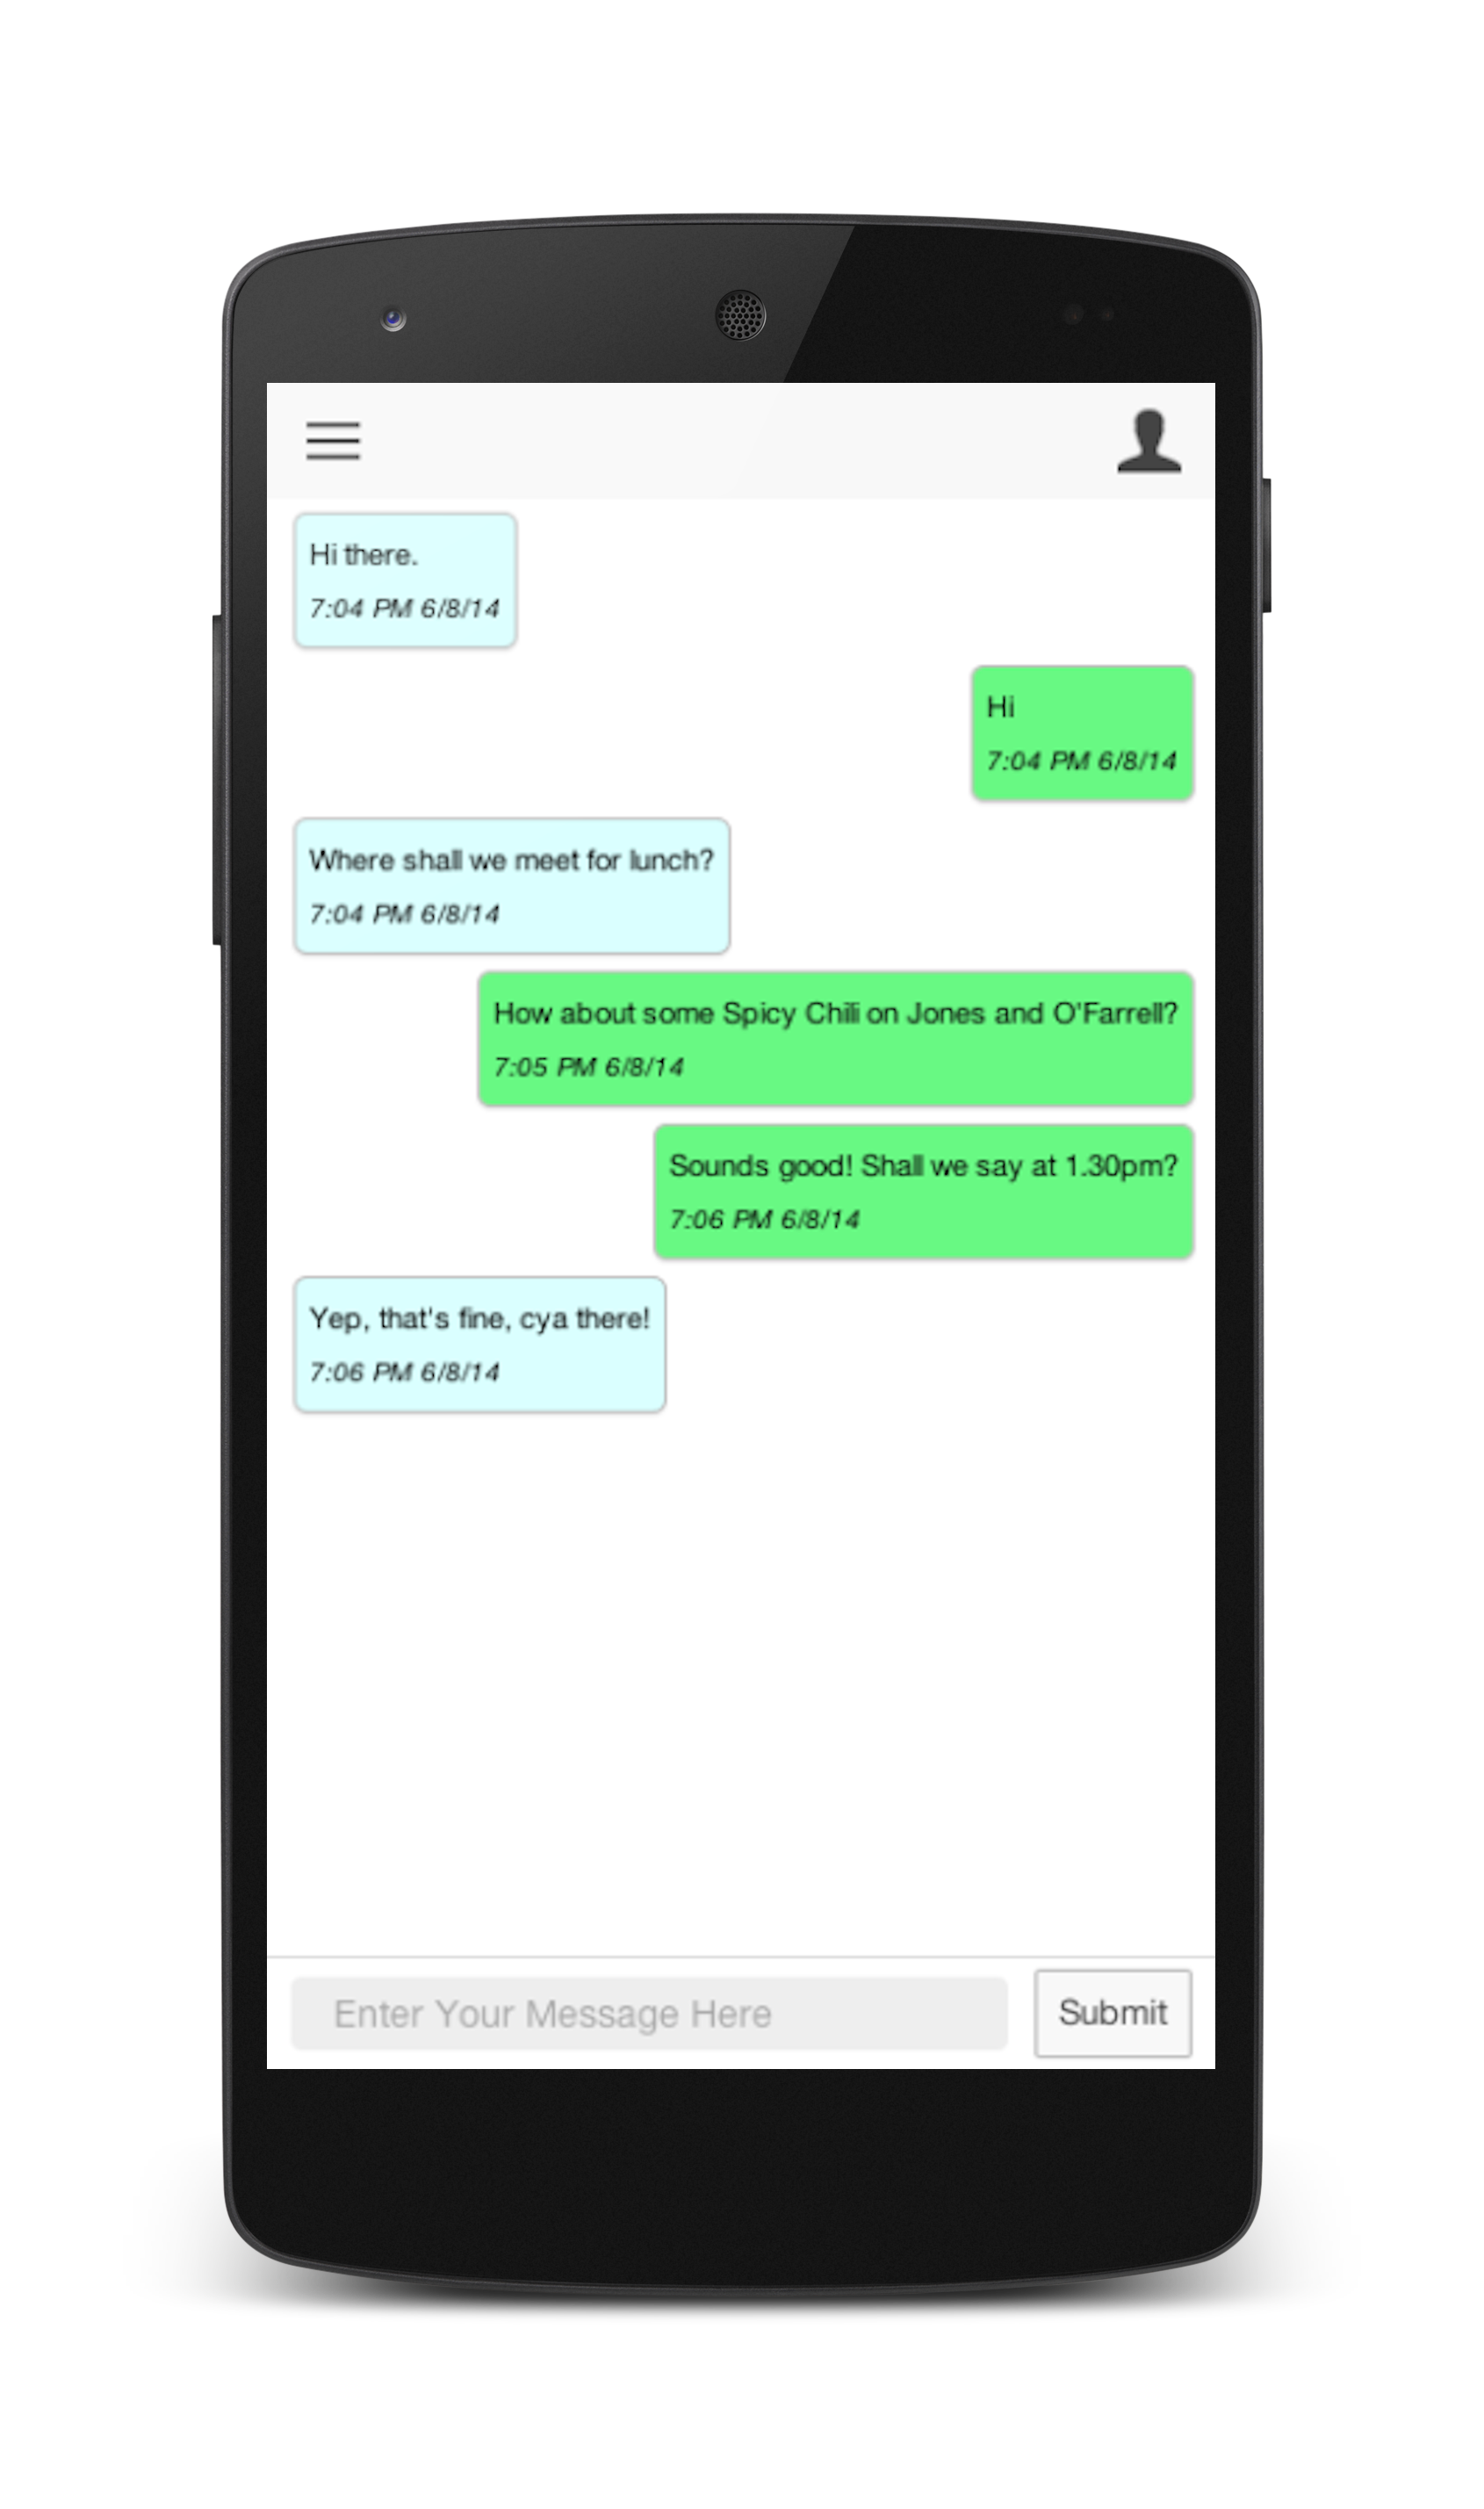 Hi there.
7:04 PM 6/8/14
Hi
7:04 PM 6/8/14
Where shall we meet for lunch?
7:04 PM 6/8/14
How about some Spicy Chili on Jones and O'Farrell?
7:05 PM 6/8/14
Sounds good! Shall we say at 1.30pm?
7:06 PM 6/8/14
Yep, that's fine, cya there!
7:06 PM 6/8/14
Enter Your Message Here
Submit